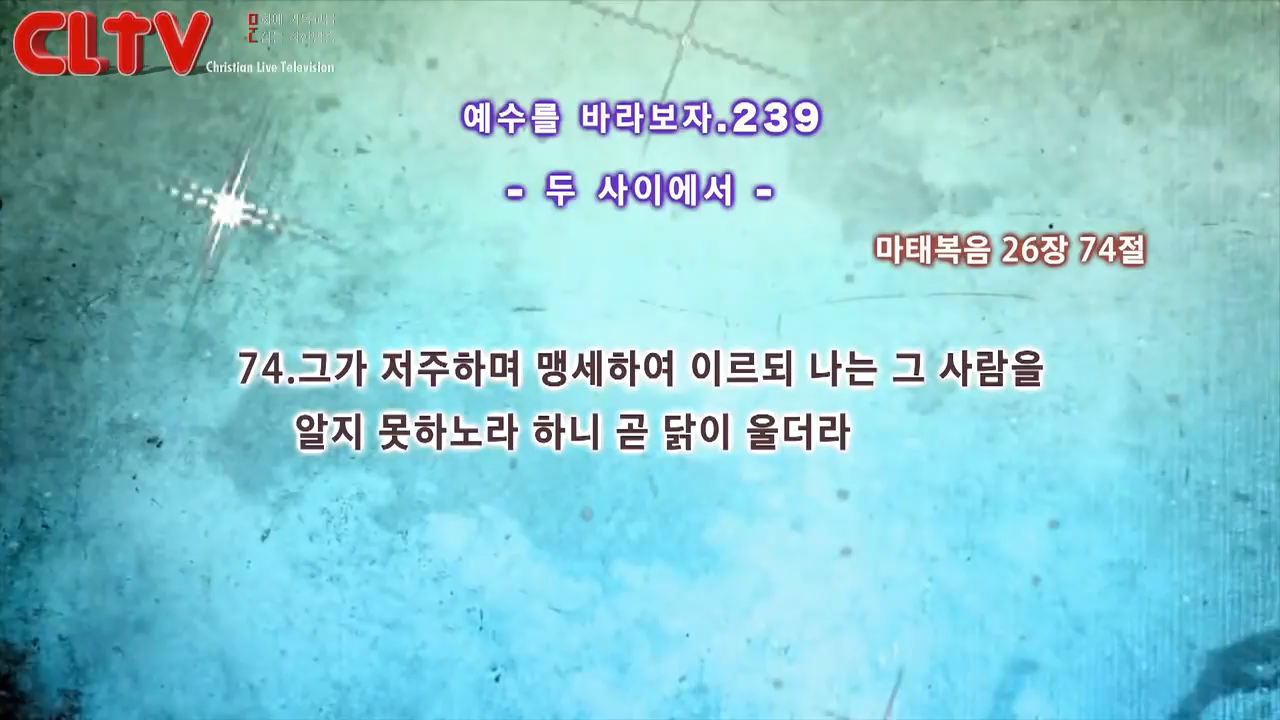 CLTV
Christian Live Television
예수를 바라보자.239
- 두 사이에서 -
마태복음 26장 74절
74.그가 저주하며 맹세하여 이르되 나는 그 사람을
알지 못하노라 하니 곧 닭이 울더라